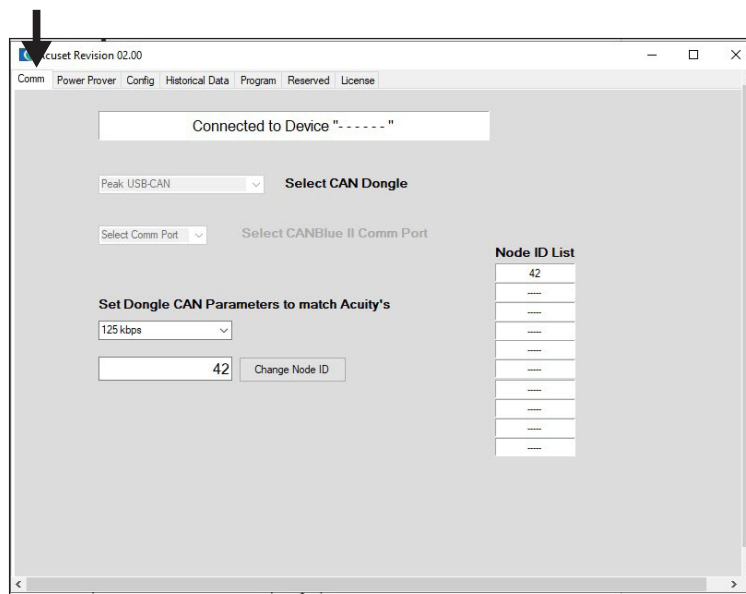 Acuset Revision 02.00
Comm Power Prover Config Historical Data Program Reserved License
Connected to Device "- - - - - - "
Peak USB-CAN Select CAN Dongle
Select Comm Port Select CANBlue II Comm Port
Node ID List
42
-----
-----
-----
-----
-----
-----
-----
-----
-----
Set Dongle CAN Parameters to match Acuity's
125 kbps
42 Change Node ID